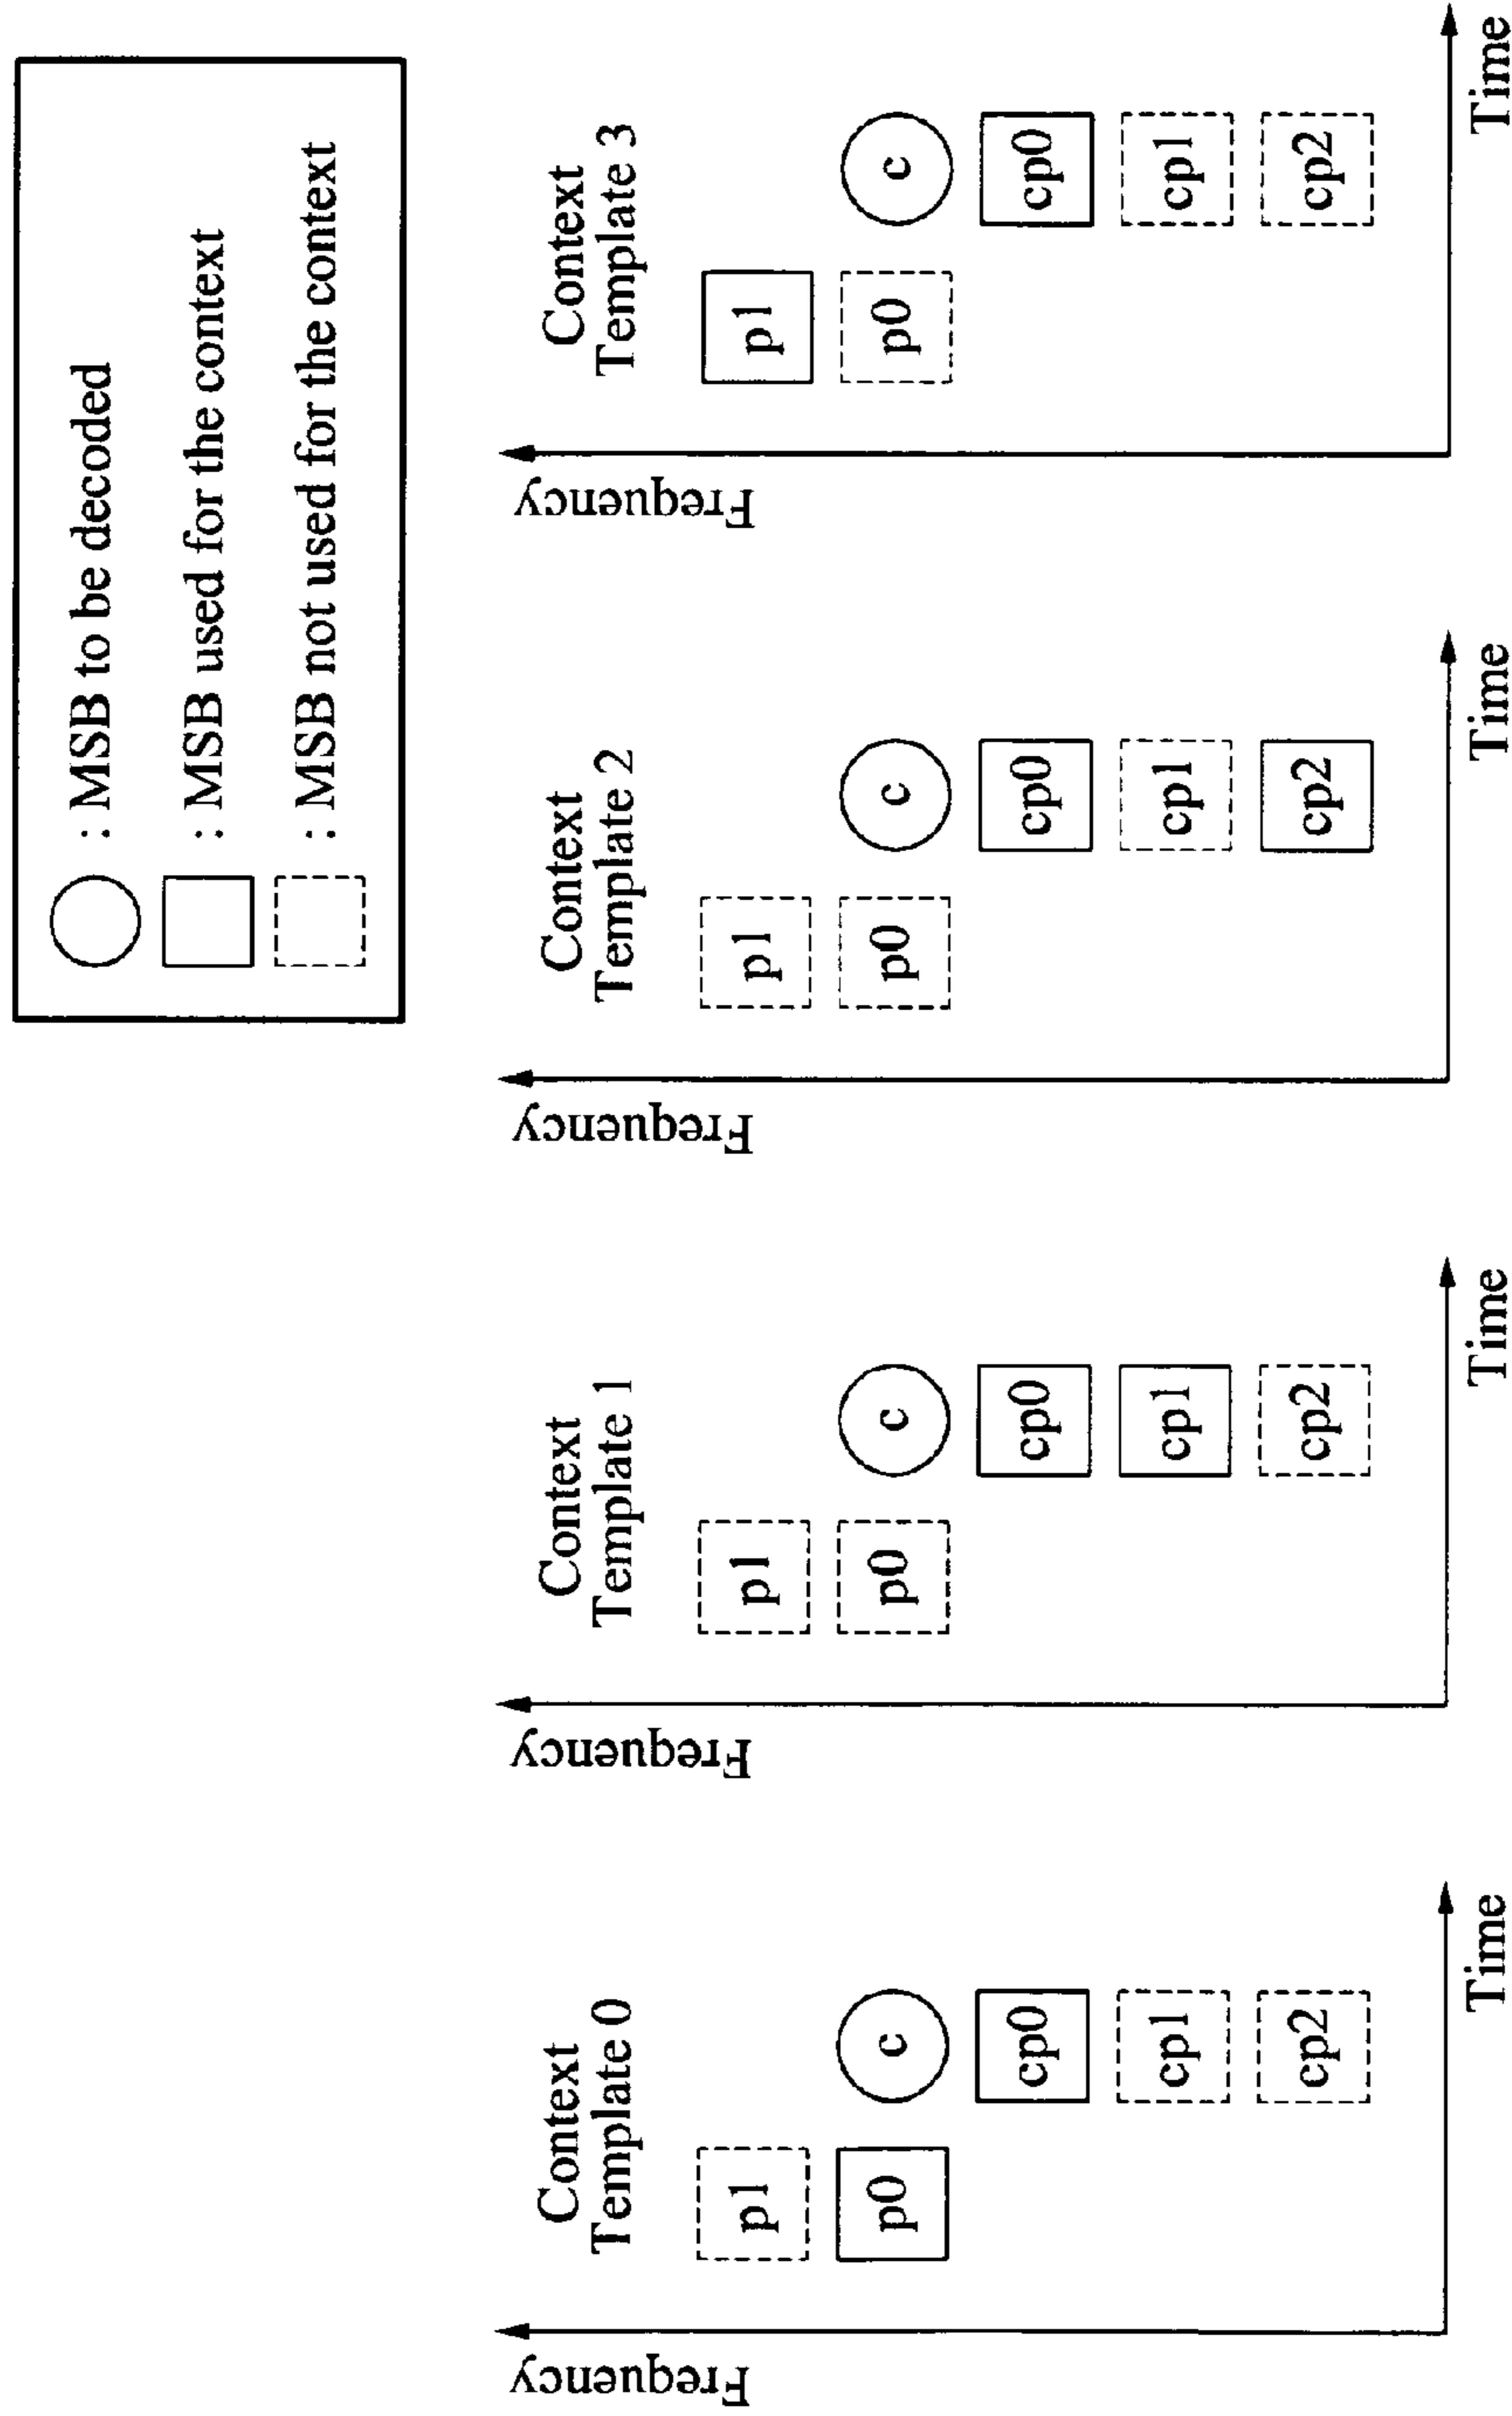 : MSB to be decoded
: MSB used for the context
: MSB not used for the context
Frequency
Context
Template 0
p1
p0
c
cp0
cp1
cp2
Time
Frequency
Context
Template 1
p1
p0
c
cp0
cp1
cp2
Time
Frequency
Context
Template 2
p1
p0
c
cp0
cp1
cp2
Time
Frequency
Context
Template 3
p1
p0
c
cp0
cp1
cp2
Time